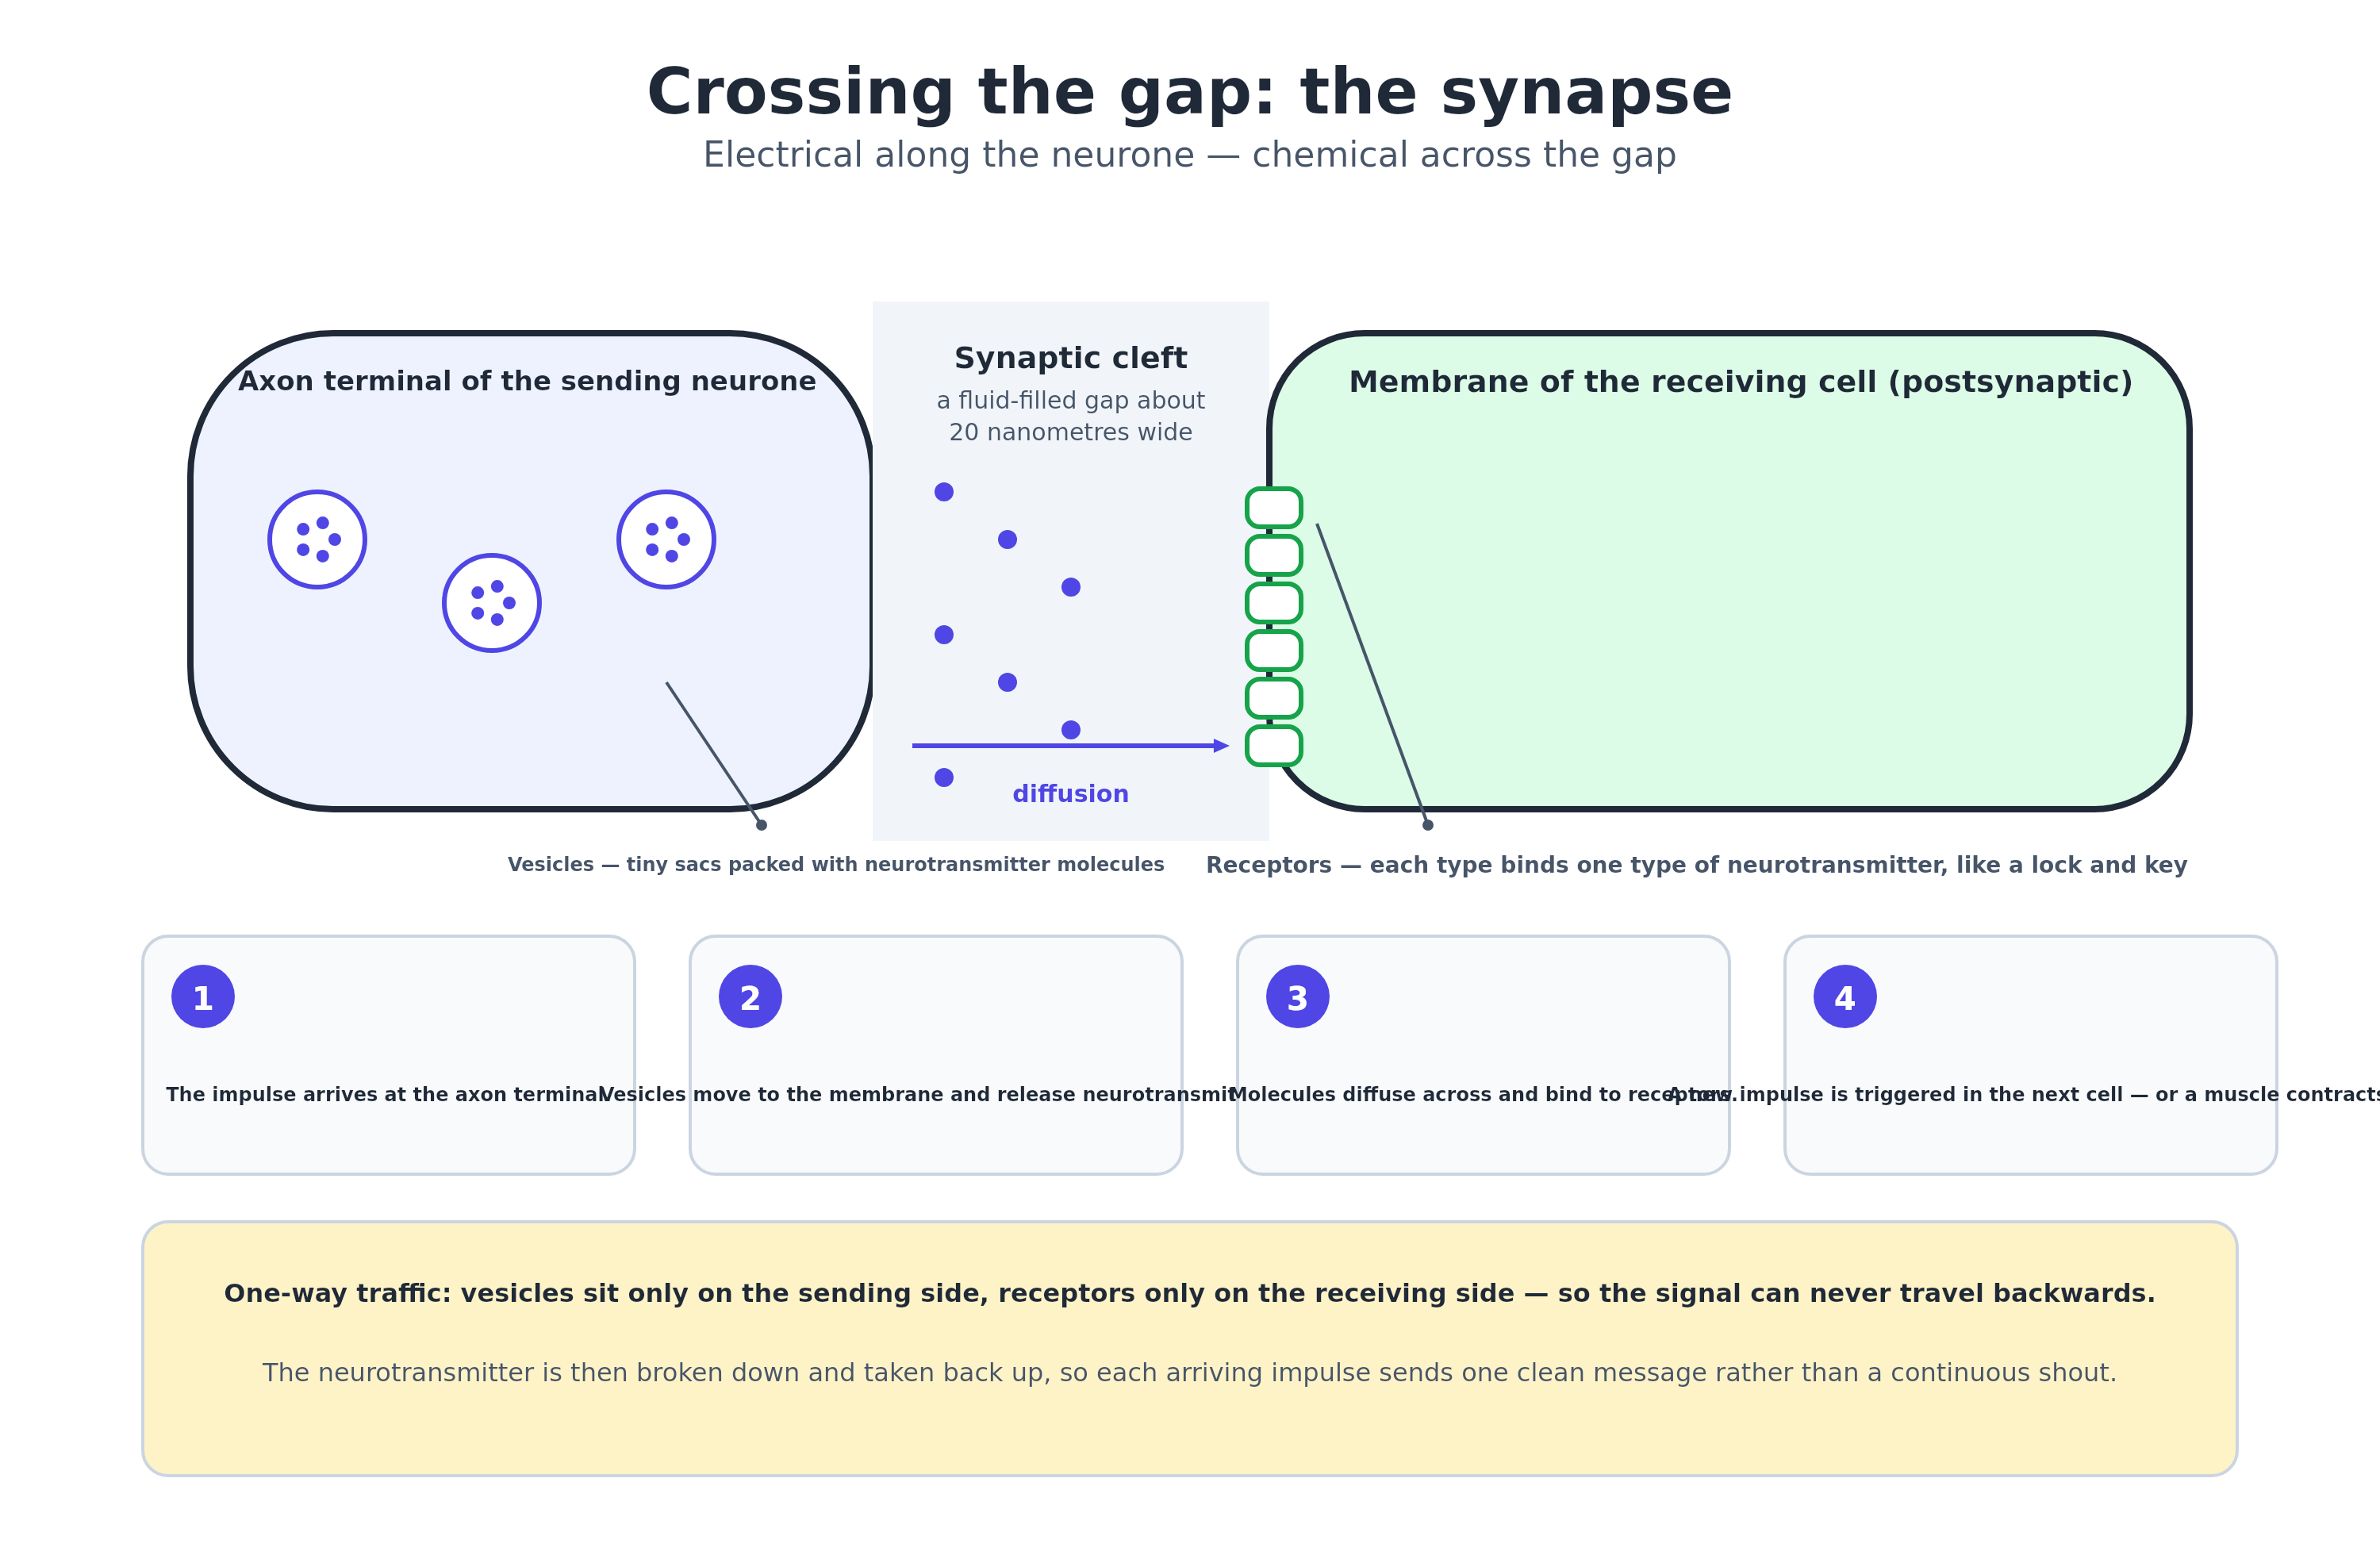 Crossing the gap: the synapse
Electrical along the neurone — chemical across the gap
Axon terminal of the sending neurone
Synaptic cleft
a fluid-filled gap about
20 nanometres wide
Membrane of the receiving cell (postsynaptic)
diffusion
Vesicles — tiny sacs packed with neurotransmitter molecules
Receptors — each type binds one type of neurotransmitter, like a lock and key
1
The impulse arrives at the axon terminal.
2
Vesicles move to the membrane and release neurotransmit
3
Molecules diffuse across and bind to receptors.
4
A new impulse is triggered in the next cell — or a muscle contracts
One-way traffic: vesicles sit only on the sending side, receptors only on the receiving side — so the signal can never travel backwards.
The neurotransmitter is then broken down and taken back up, so each arriving impulse sends one clean message rather than a continuous shout.